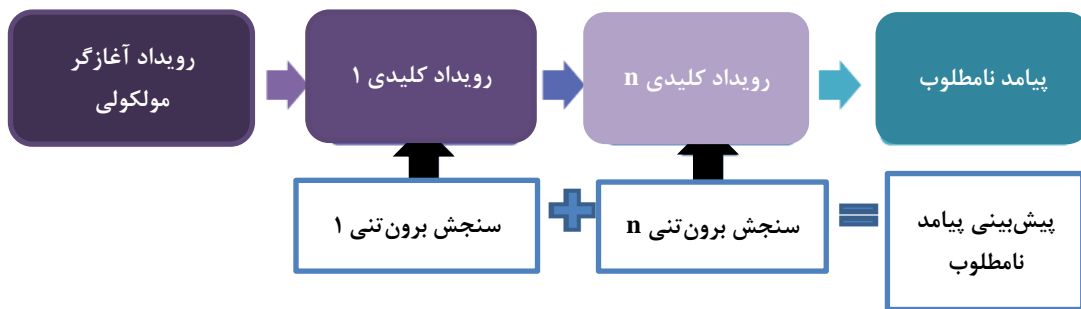 رویداد آغازگر
مولکولی
رویداد کلیدی ۱
رویداد کلیدی n
پیامد نامطلوب
سنجش برون‌تنی ۱
سنجش برون‌تنی n
پیش‌بینی پیامد
نامطلوب